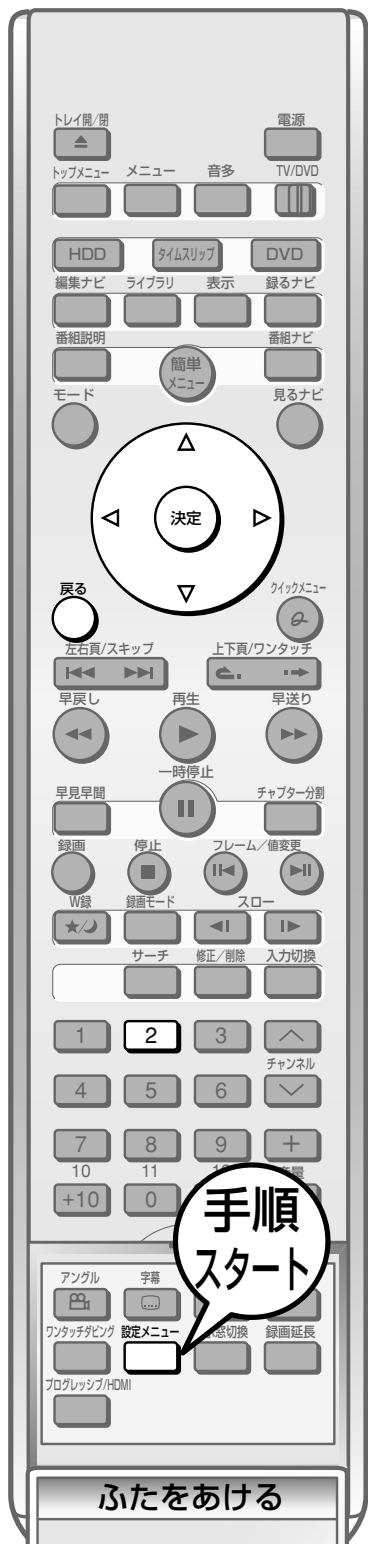 トレイ開/閉 電源
トップメニュー メニュー 音多 TV/DVD
HDD タイムスリップ DVD
編集ナビ ライブラリ 表示 録るナビ
番組説明 番組ナビ
簡単
メニュー
モード 見るナビ
決定
戻る クイックメニュー
左右頁/スキップ 上下頁/ワンタッチ
早戻し 再生 早送り
一時停止
早見早聞 チャプター分割
録画 停止 フレーム/値変更
W録 録画モード スロー
サーチ 修正/削除 入力切換
1 2 3
チャンネル
4 5 6
7 8 9 +
10 11
+10 0
手順
スタート
アングル 字幕
ワンタッチダビング 設定メニュー 窓切換 録画延長
プログレッシブ/HDMI
ふたをあける